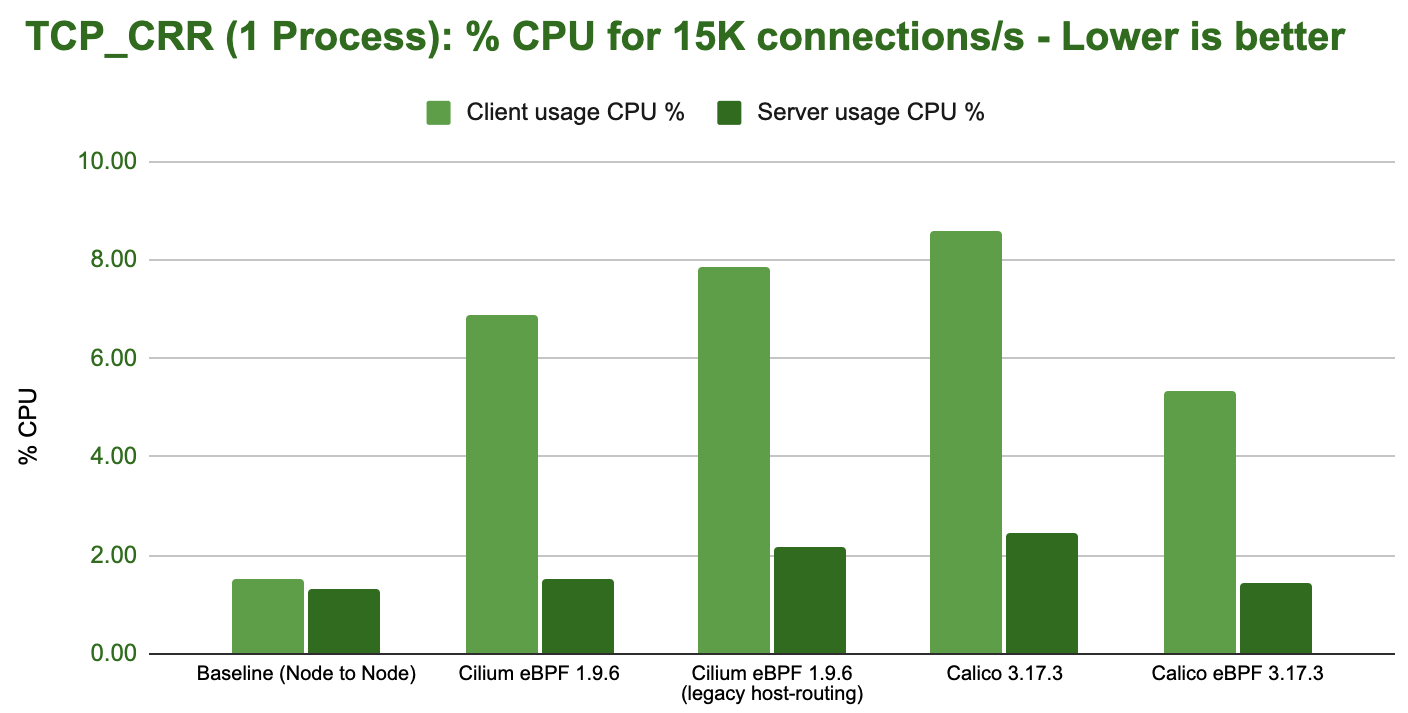 TCP_CRR (1 Process): % CPU for 15K connections/s - Lower is better
Client usage CPU %
Server usage CPU %
10.00
8.00
6.00
4.00
2.00
0.00
% CPU
Baseline (Node to Node)
Cilium eBPF 1.9.6
Cilium eBPF 1.9.6
(legacy host-routing)
Calico 3.17.3
Calico eBPF 3.17.3